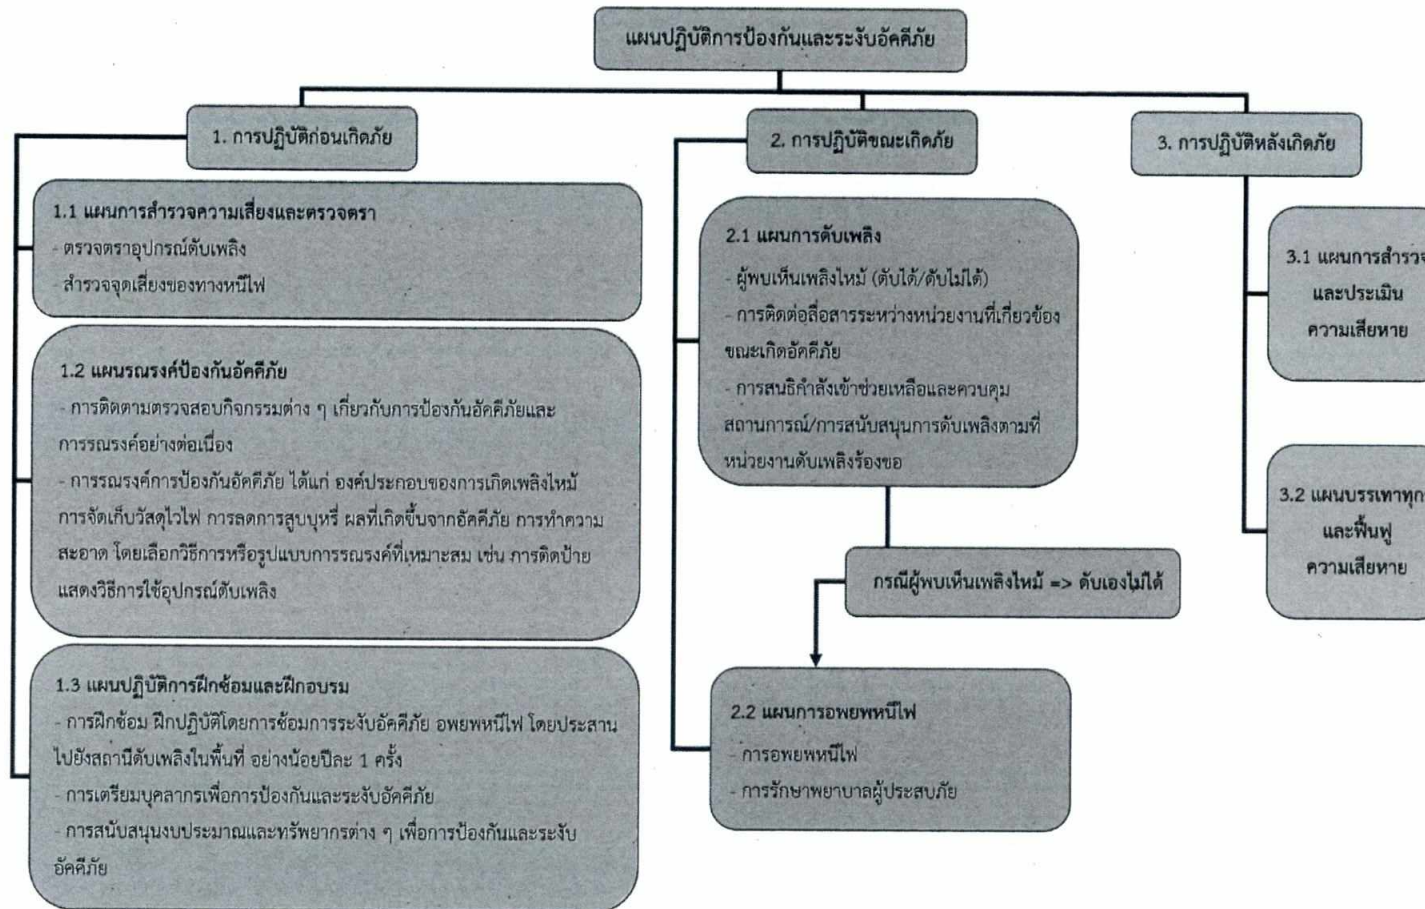 แผนปฏิบัติการป้องกันและระงับอัคคีภัย
1. การปฏิบัติก่อนเกิดภัย
1.1 แผนการสำรวจความเสี่ยงและตรวจตรา
- ตรวจตราอุปกรณ์ดับเพลิง
- สำรวจจุดเสี่ยงของทางหนีไฟ
1.2 แผนรณรงค์ป้องกันอัคคีภัย
- การติดตามตรวจสอบกิจกรรมต่าง ๆ เกี่ยวกับการป้องกันอัคคีภัยและ
การรณรงค์อย่างต่อเนื่อง
- การรณรงค์การป้องกันอัคคีภัย ได้แก่ องค์ประกอบของการเกิดเพลิงไหม้
การจัดเก็บวัสดุไวไฟ การลดการสูบบุหรี่ ผลที่เกิดขึ้นจากอัคคีภัย การทำความ
สะอาด โดยเลือกวิธีการหรือรูปแบบการรณรงค์ที่เหมาะสม เช่น การติดป้าย
แสดงวิธีการใช้อุปกรณ์ดับเพลิง
1.3 แผนปฏิบัติการฝึกซ้อมและฝึกอบรม
- การฝึกซ้อม ฝึกปฏิบัติโดยการซ้อมการระงับอัคคีภัย อพยพหนีไฟ โดยประสาน
ไปยังสถานีดับเพลิงในพื้นที่ อย่างน้อยปีละ 1 ครั้ง
- การเตรียมบุคลากรเพื่อการป้องกันและระงับอัคคีภัย
- การสนับสนุนงบประมาณและทรัพยากรต่าง ๆ เพื่อการป้องกันและระงับ
อัคคีภัย
2. การปฏิบัติขณะเกิดภัย
2.1 แผนการดับเพลิง
- ผู้พบเห็นเพลิงไหม้ (ดับได้/ดับไม่ได้)
- การติดต่อสื่อสารระหว่างหน่วยงานที่เกี่ยวข้อง
ขณะเกิดอัคคีภัย
- การสนธิกำลังเข้าช่วยเหลือและควบคุม
สถานการณ์/การสนับสนุนการดับเพลิงตามที่
หน่วยงานดับเพลิงร้องขอ
กรณีผู้พบเห็นเพลิงไหม้ => ดับเองไม่ได้
2.2 แผนการอพยพหนีไฟ
- การอพยพหนีไฟ
- การรักษาพยาบาลผู้ประสบภัย
3. การปฏิบัติหลังเกิดภัย
3.1 แผนการสำรวจ
และประเมิน
ความเสียหาย
3.2 แผนบรรเทาทุก
และฟื้นฟู
ความเสียหาย